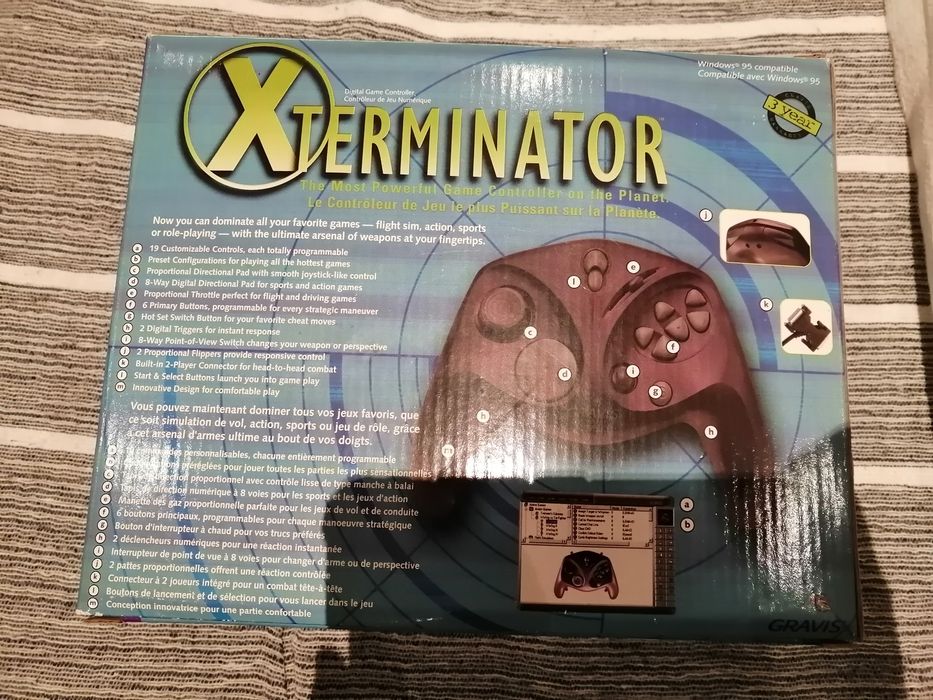 Windows® 95 compatible
Compatible avec Windows® 95
3 year
Digital Game Controller
Contrôleur de Jeu Numérique
XTERMINATOR
The Most Powerful Game Controller on the Planet.
Le Contrôleur de Jeu le plus Puissant sur la Planète.
Now you can dominate all your favorite games — flight sim, action, sports
or role-playing — with the ultimate arsenal of weapons at your fingertips.
a 19 Customizable Controls, each totally programmable
b Preset Configurations for playing all the hottest games
c Proportional Directional Pad with smooth joystick-like control
d 8-Way Digital Directional Pad for sports and action games
e Proportional Throttle perfect for flight and driving games
f 6 Primary Buttons, programmable for every strategic maneuver
g Hot Set Switch Button for your favorite cheat moves
h 2 Digital Triggers for instant response
i 8-Way Point-of-View Switch changes your weapon or perspective
j 2 Proportional Flippers provide responsive control
k Built-in 2-Player Connector for head-to-head combat
l Start & Select Buttons launch you into game play
m Innovative Design for comfortable play
Vous pouvez maintenant dominer tous vos jeux favoris, que
ce soit simulation de vol, action, sports ou jeu de rôle, grâce
à cet arsenal d'armes ultime au bout de vos doigts.
personnalisables, chacune entièrement programmable
préréglées pour jouer toutes les parties les plus sensationnelles
proportionnel avec contrôle lisse de type manche à balai
de direction numérique à 8 voies pour les sports et les jeux d'action
e Manette des gaz proportionnelle parfaite pour les jeux de vol et de conduite
f 6 boutons principaux, programmables pour chaque manoeuvre stratégique
g Bouton d'interrupteur à chaud pour vos trucs préférés
h 2 déclencheurs numériques pour une réaction instantanée
i Interrupteur de point de vue à 8 voies pour changer d'arme ou de perspective
j 2 pattes proportionnelles offrent une réaction contrôlée
k Connecteur à 2 joueurs intégré pour un combat tête-à-tête
l Boutons de lancement et de sélection pour vous lancer dans le jeu
m Conception innovatrice pour une partie confortable
j
k
l
e
c
f
d
i
g
h
h
m
a
b
GRAVIS